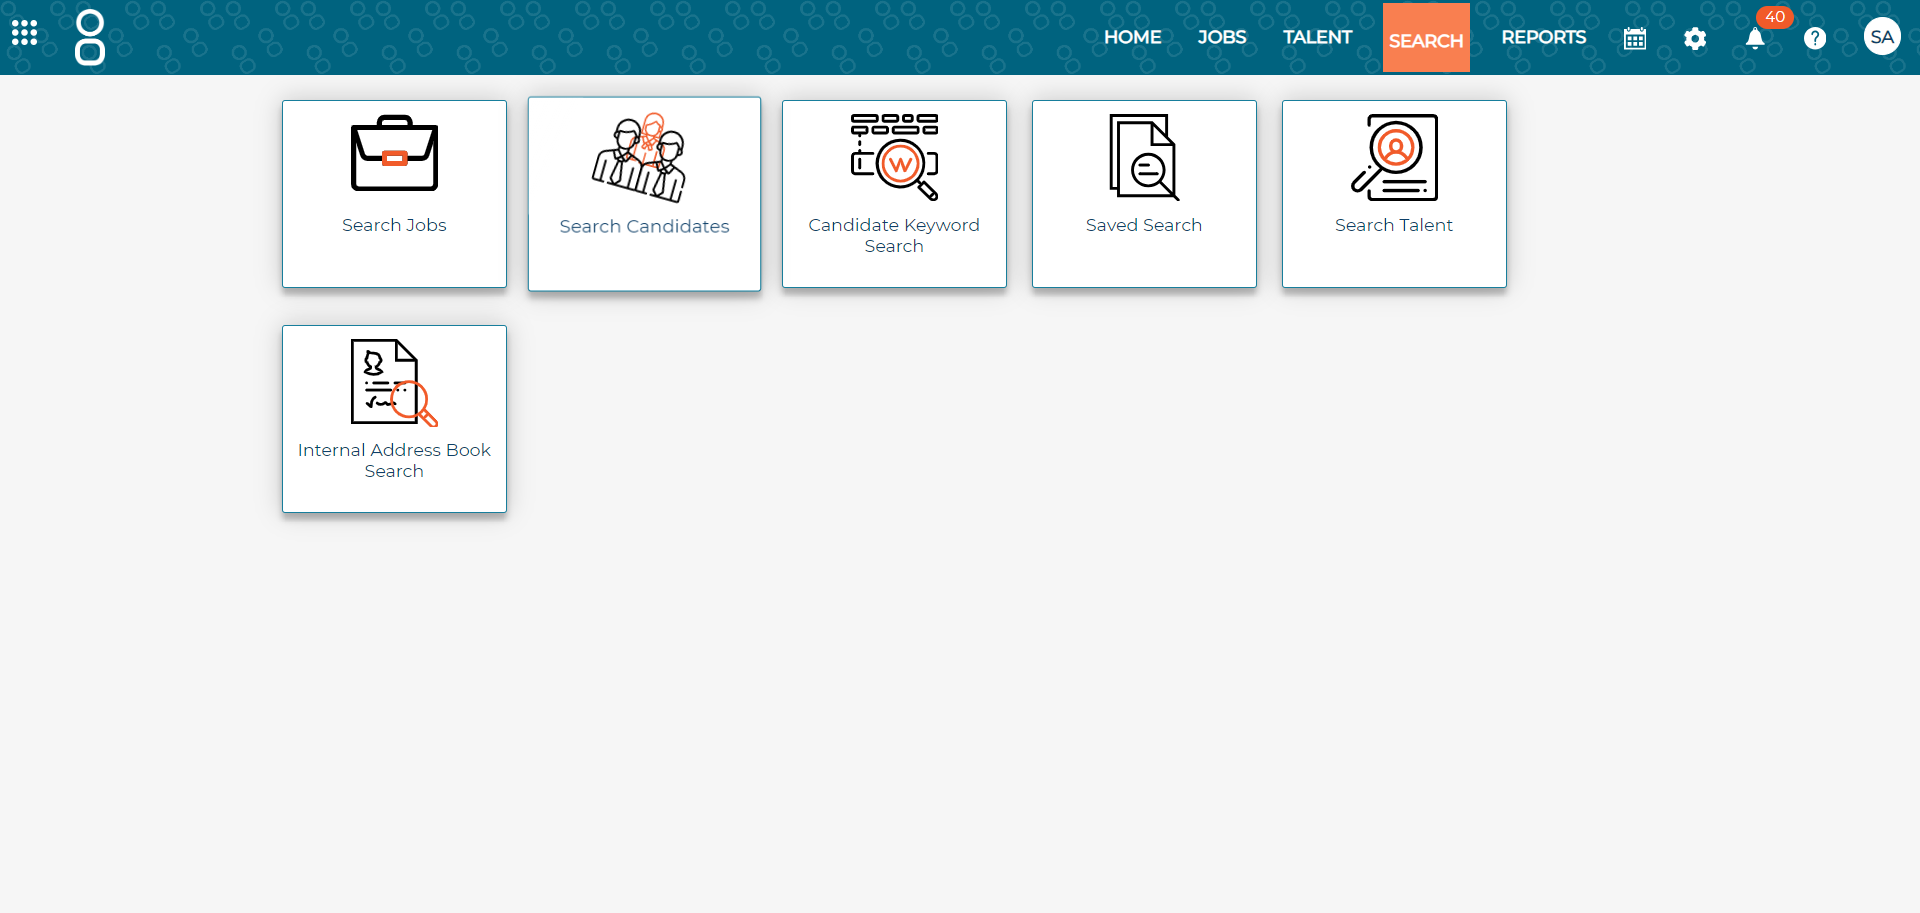 HOME JOBS TALENT SEARCH REPORTS 40 SA
Search Jobs
Search Candidates
Candidate Keyword
Search
Saved Search
Search Talent
Internal Address Book
Search